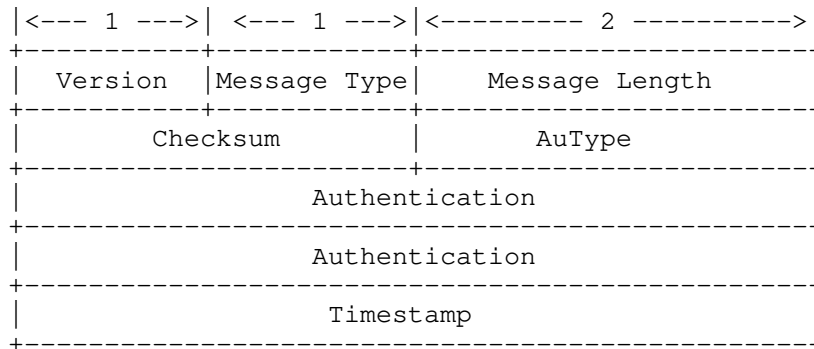 |<--- 1 --->| <--- 1 --->|<--------- 2 ---------->
+-----------+------------+------------------------
|  Version  |Message Type|    Message Length
+-----------+------------+------------------------
|        Checksum        |       AuType
+------------------------+------------------------
|                 Authentication
+-------------------------------------------------
|                 Authentication
+-------------------------------------------------
|                  Timestamp
+-------------------------------------------------